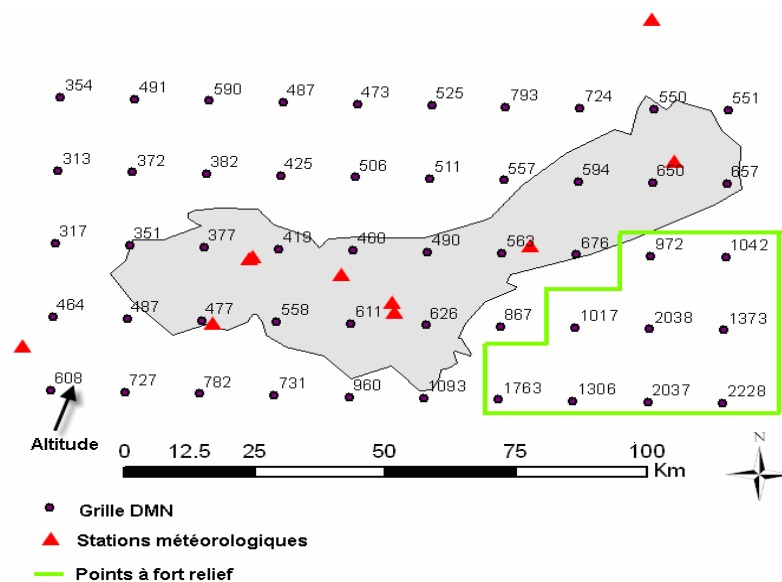 354 491 590 487 473 525 793 724 550 551
313 372 382 425 506 511 557 594 650 657
317 351 377 419 460 490 563 676 972 1042
464 487 477 558 611 626 867 1017 2038 1373
608 727 782 731 960 1093 1763 1306 2037 2228
Altitude
0 12.5 25 50 75 100
Km
N
Grille DMN
Stations météorologiques
Points à fort relief